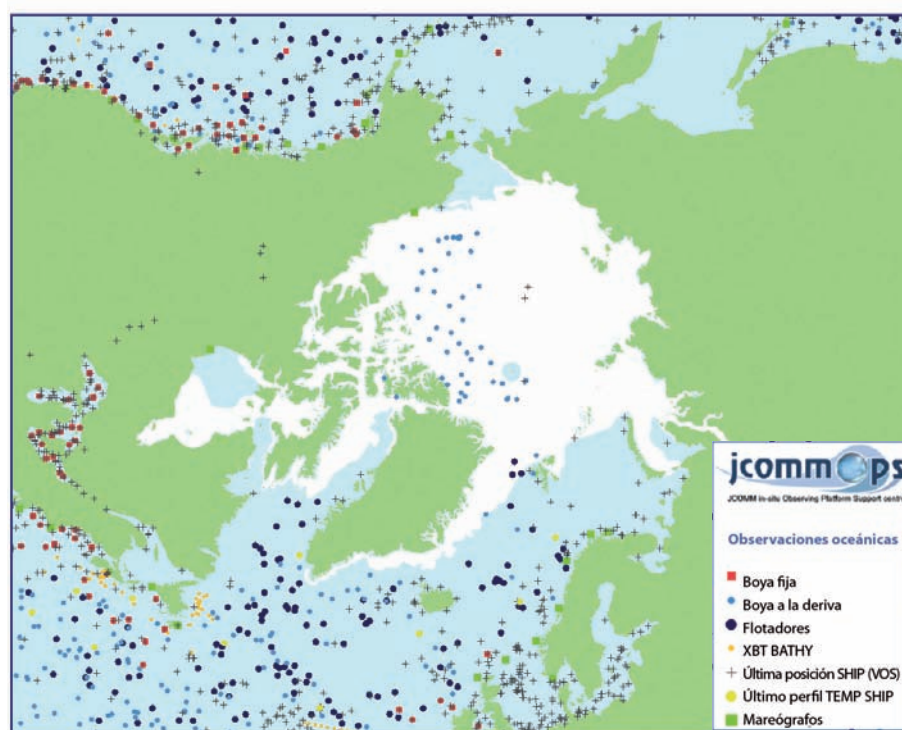 jcommops
JCOMM in-situ Observing Platform Support centre
Observaciones oceánicas
Boya fija
Boya a la deriva
Flotadores
XBT BATHY
Última posición SHIP (VOS)
Último perfil TEMP SHIP
Mareógrafos